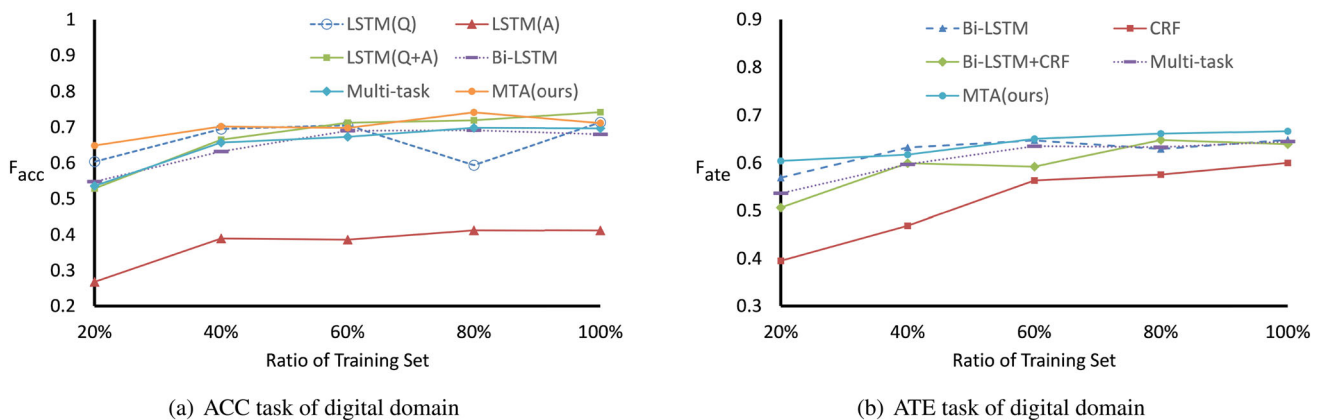 LSTM(Q) LSTM(A)
LSTM(Q+A) Bi-LSTM
Multi-task MTA(ours)
1
0.9
0.8
0.7
0.6
0.5
0.4
0.3
0.2
F_acc
20% 40% 60% 80% 100%
Ratio of Training Set
(a) ACC task of digital domain
Bi-LSTM CRF
Bi-LSTM+CRF Multi-task
MTA(ours)
0.9
0.8
0.7
0.6
0.5
0.4
0.3
F_ate
20% 40% 60% 80% 100%
Ratio of Training Set
(b) ATE task of digital domain